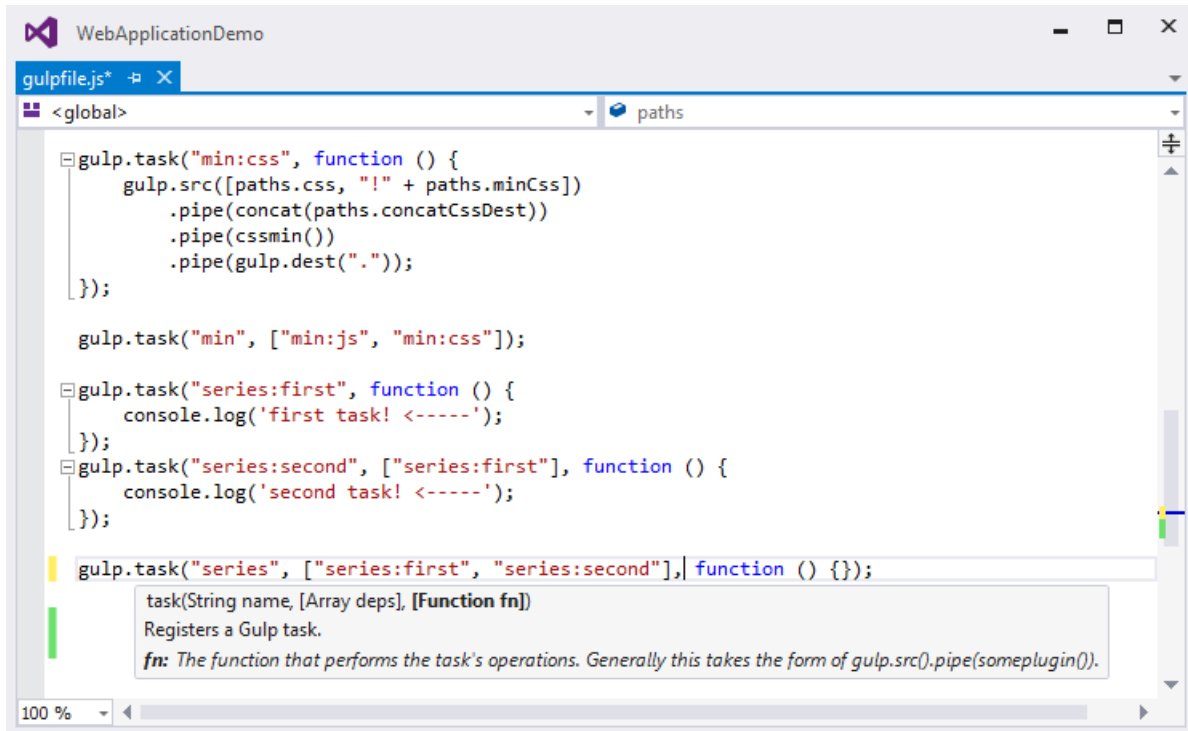 WebApplicationDemo
gulpfile.js*
<global> paths
gulp.task("min:css", function () {
    gulp.src([paths.css, "!" + paths.minCss])
        .pipe(concat(paths.concatCssDest))
        .pipe(cssmin())
        .pipe(gulp.dest("."));
});
gulp.task("min", ["min:js", "min:css"]);
gulp.task("series:first", function () {
    console.log('first task! <-----');
});
gulp.task("series:second", ["series:first"], function () {
    console.log('second task! <-----');
});
gulp.task("series", ["series:first", "series:second"], function () {});
task(String name, [Array deps], [Function fn])
Registers a Gulp task.
fn: The function that performs the task's operations. Generally this takes the form of gulp.src().pipe(someplugin()).
100 %